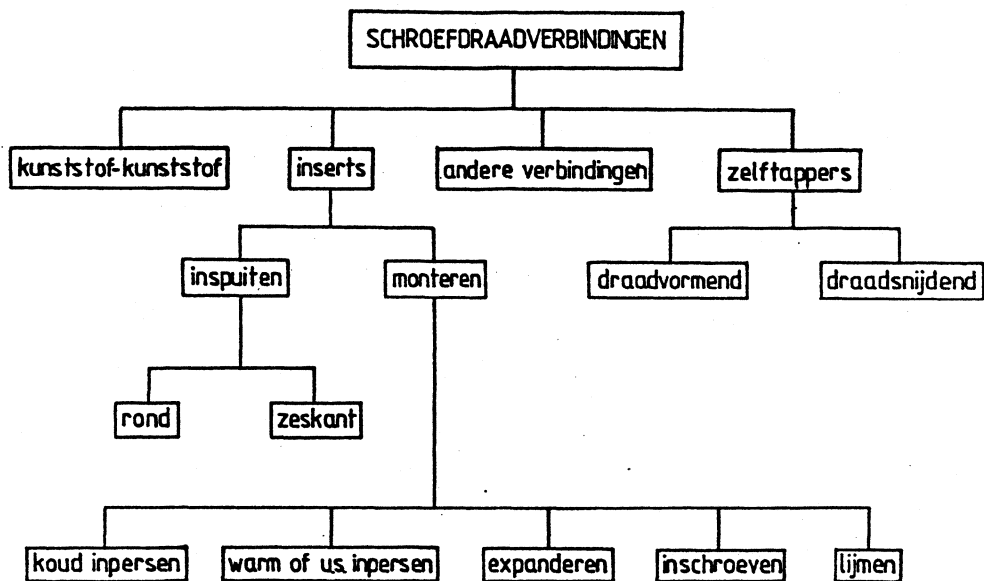 SCHROEFDRAADVERBINDINGEN
kunststof-kunststof
inserts
andere verbindingen
zelftappers
inspuiten
monteren
draadvormend
draadsnijdend
rond
zeskant
koud inpersen
warm of u.s. inpersen
expanderen
inschroeven
lijmen